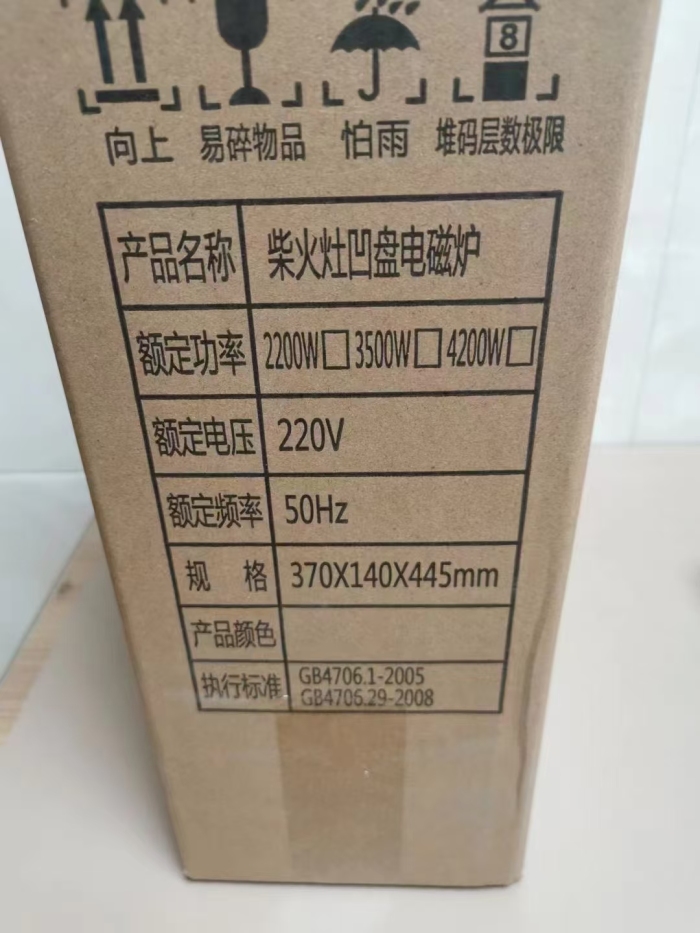 8
向上 易碎物品 怕雨 堆码层数极限
产品名称 柴火灶凹盘电磁炉
额定功率 2200W□ 3500W□ 4200W□
额定电压 220V
额定频率 50Hz
规 格 370X140X445mm
产品颜色
执行标准 GB4706.1-2005
GB4706.29-2008